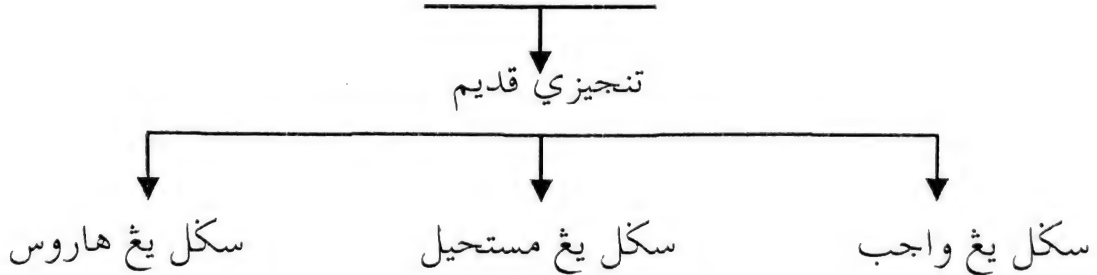 تنجيزي قديم
سکل يڠ واجب
سکل يڠ مستحيل
سکل يڠ هاروس